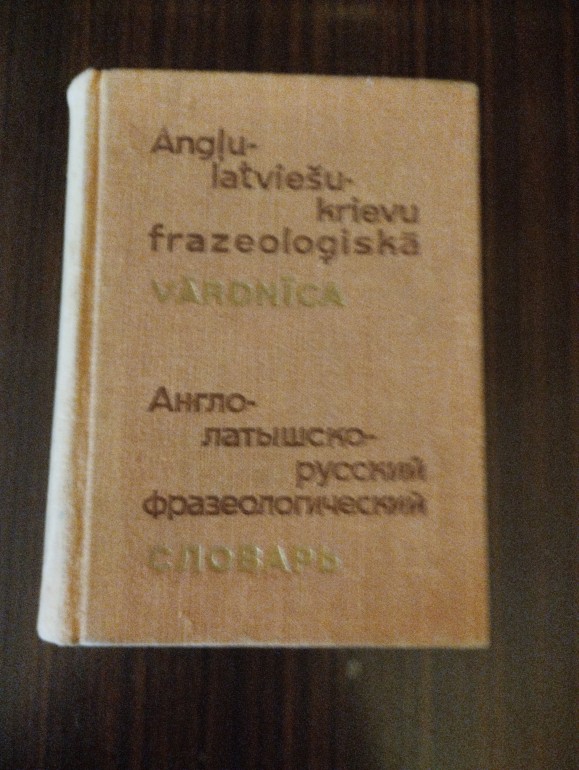 Angļu-
latviešu-
krievu
frazeoloģiskā
VĀRDNĪCA
Англо-
латышско-
русский
фразеологический
СЛОВАРЬ